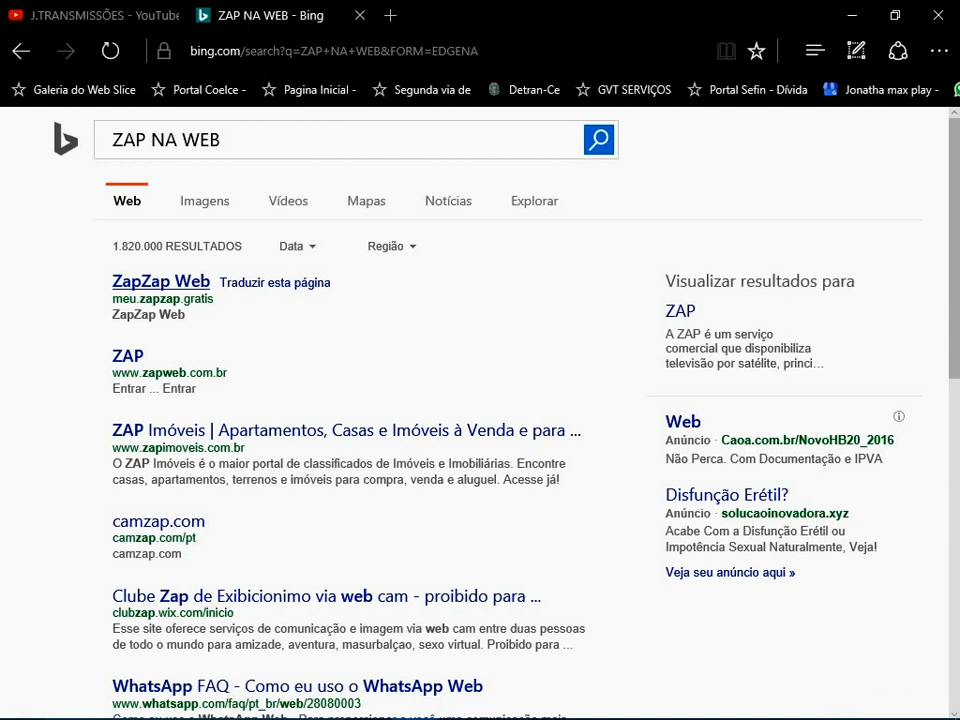 J.TRANSMISSÕES - YouTube
ZAP NA WEB - Bing
bing.com/search?q=ZAP+NA+WEB&FORM=EDGENA
Galeria do Web Slice
Portal Coelce -
Pagina Inicial -
Segunda via de
Detran-Ce
GVT SERVIÇOS
Portal Sefin - Dívida
Jonatha max play -
ZAP NA WEB
Web
Imagens
Vídeos
Mapas
Notícias
Explorar
1.820.000 RESULTADOS
Data
Região
ZapZap Web Traduzir esta página
meu.zapzap.gratis
ZapZap Web
ZAP
www.zapweb.com.br
Entrar ... Entrar
ZAP Imóveis | Apartamentos, Casas e Imóveis à Venda e para ...
www.zapimoveis.com.br
O ZAP Imóveis é o maior portal de classificados de Imóveis e Imobiliárias. Encontre
casas, apartamentos, terrenos e imóveis para compra, venda e aluguel. Acesse já!
camzap.com
camzap.com/pt
camzap.com
Clube Zap de Exibicionimo via web cam - proibido para ...
clubzap.wix.com/inicio
Esse site oferece serviços de comunicação e imagem via web cam entre duas pessoas
de todo o mundo para amizade, aventura, masurbalçao, sexo virtual. Proibido para ...
WhatsApp FAQ - Como eu uso o WhatsApp Web
www.whatsapp.com/faq/pt_br/web/28080003
Visualizar resultados para
ZAP
A ZAP é um serviço
comercial que disponibiliza
televisão por satélite, princi...
Web
Anúncio · Caoa.com.br/NovoHB20_2016
Não Perca. Com Documentação e IPVA
Disfunção Erétil?
Anúncio · solucaoinovadora.xyz
Acabe Com a Disfunção Erétil ou
Impotência Sexual Naturalmente, Veja!
Veja seu anúncio aqui »